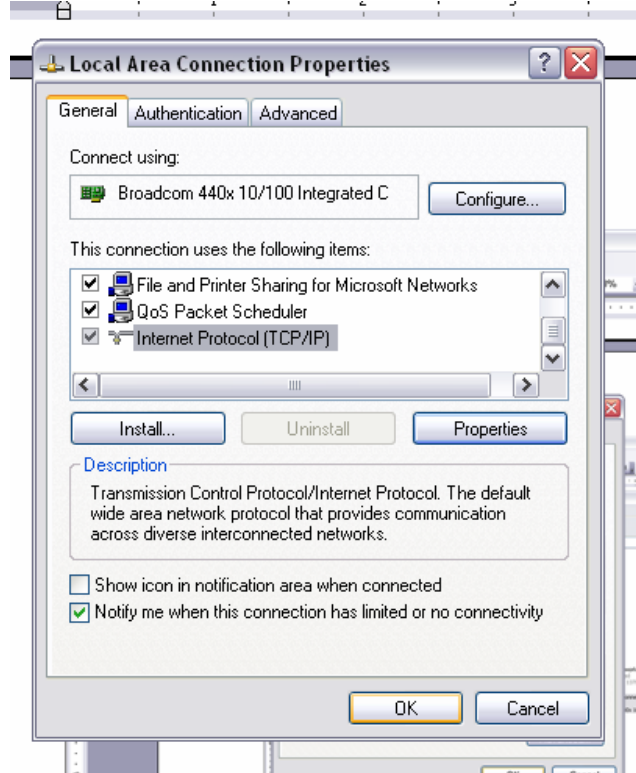 Local Area Connection Properties
General Authentication Advanced
Connect using:
Broadcom 440x 10/100 Integrated C
Configure...
This connection uses the following items:
File and Printer Sharing for Microsoft Networks
QoS Packet Scheduler
Internet Protocol (TCP/IP)
Install... Uninstall Properties
Description
Transmission Control Protocol/Internet Protocol. The default
wide area network protocol that provides communication
across diverse interconnected networks.
Show icon in notification area when connected
Notify me when this connection has limited or no connectivity
OK Cancel